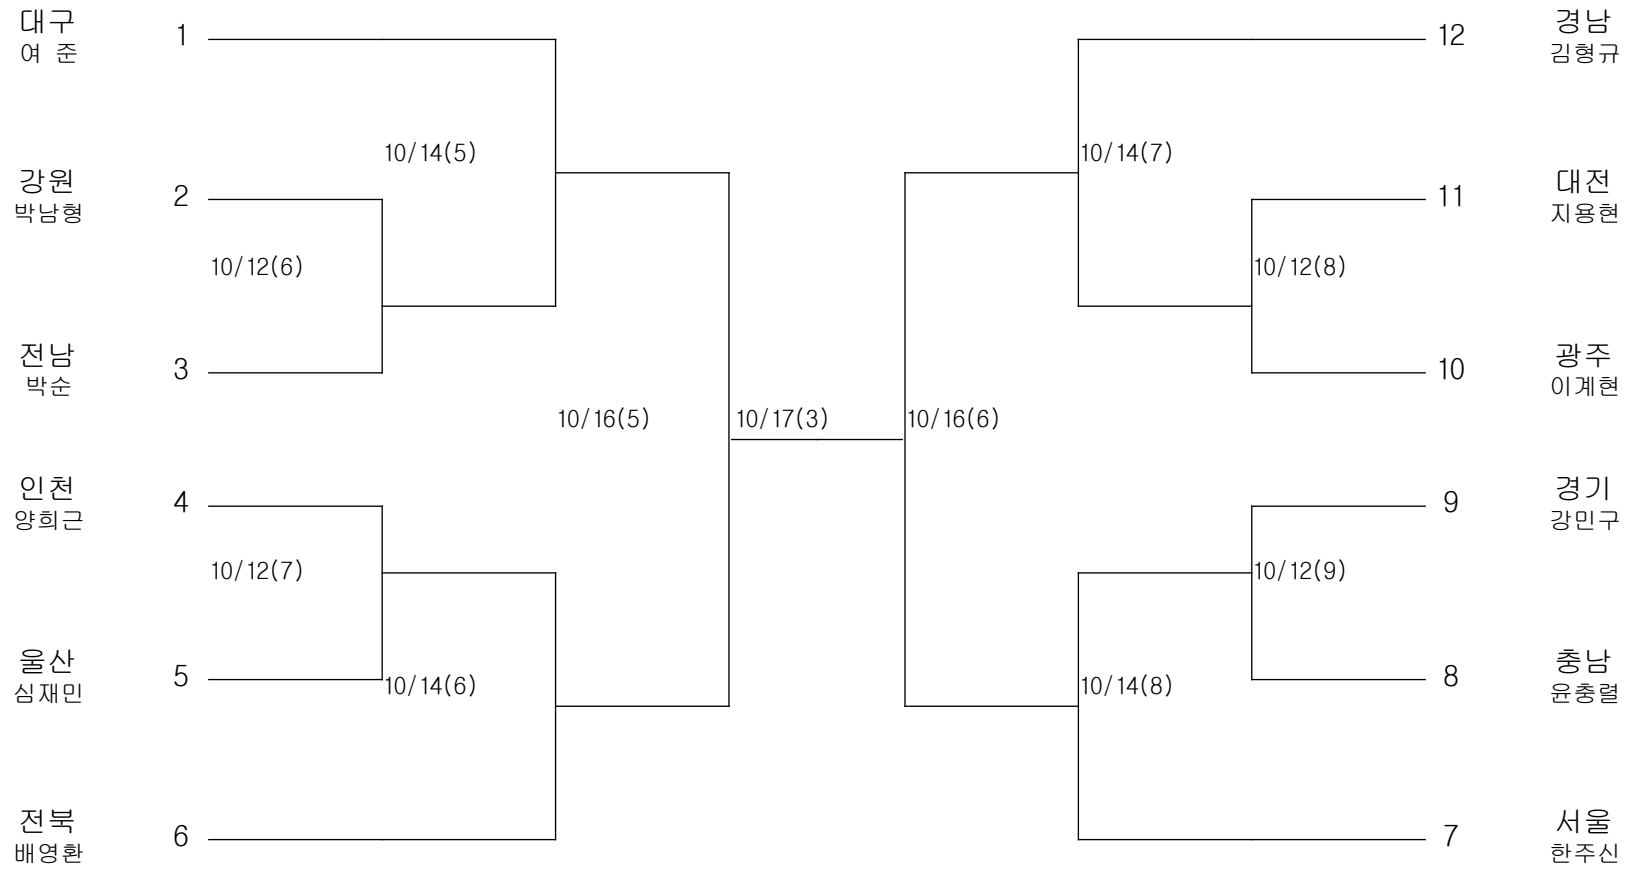 대구
여 준
1
10/14(5)
강원
박남형
2
10/12(6)
전남
박순
3
10/16(5)
인천
양희근
4
10/12(7)
울산
심재민
5
10/14(6)
전북
배영환
6
10/17(3)
12
경남
김형규
10/14(7)
11
대전
지용현
10/12(8)
10
광주
이계현
10/16(6)
9
경기
강민구
10/12(9)
8
충남
윤충렬
10/14(8)
7
서울
한주신